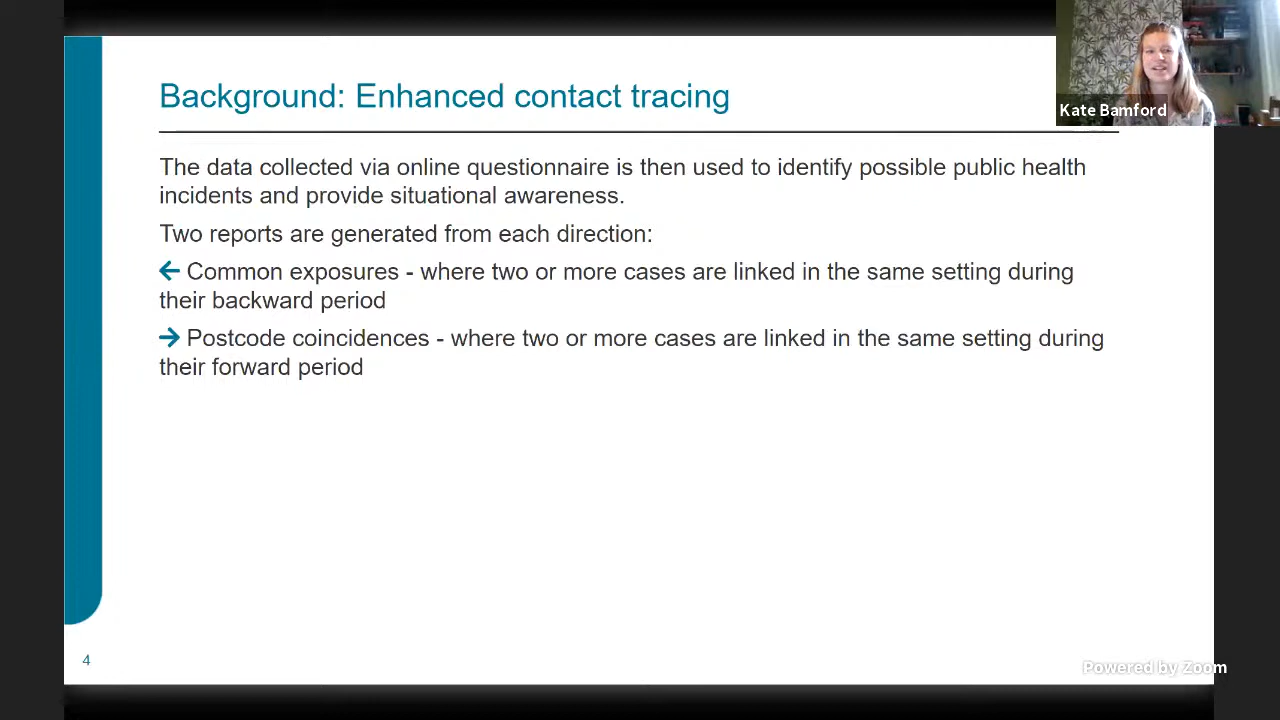 Background: Enhanced contact tracing
Kate Bamford
The data collected via online questionnaire is then used to identify possible public health
incidents and provide situational awareness.
Two reports are generated from each direction:
← Common exposures - where two or more cases are linked in the same setting during
their backward period
→ Postcode coincidences - where two or more cases are linked in the same setting during
their forward period
4
Powered by Zoom